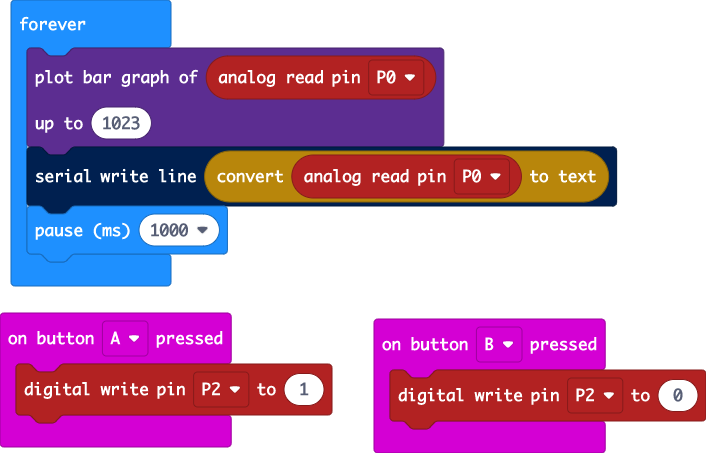 forever
plot bar graph of analog read pin P0
up to 1023
serial write line convert analog read pin P0 to text
pause (ms) 1000
on button A pressed
digital write pin P2 to 1
on button B pressed
digital write pin P2 to 0